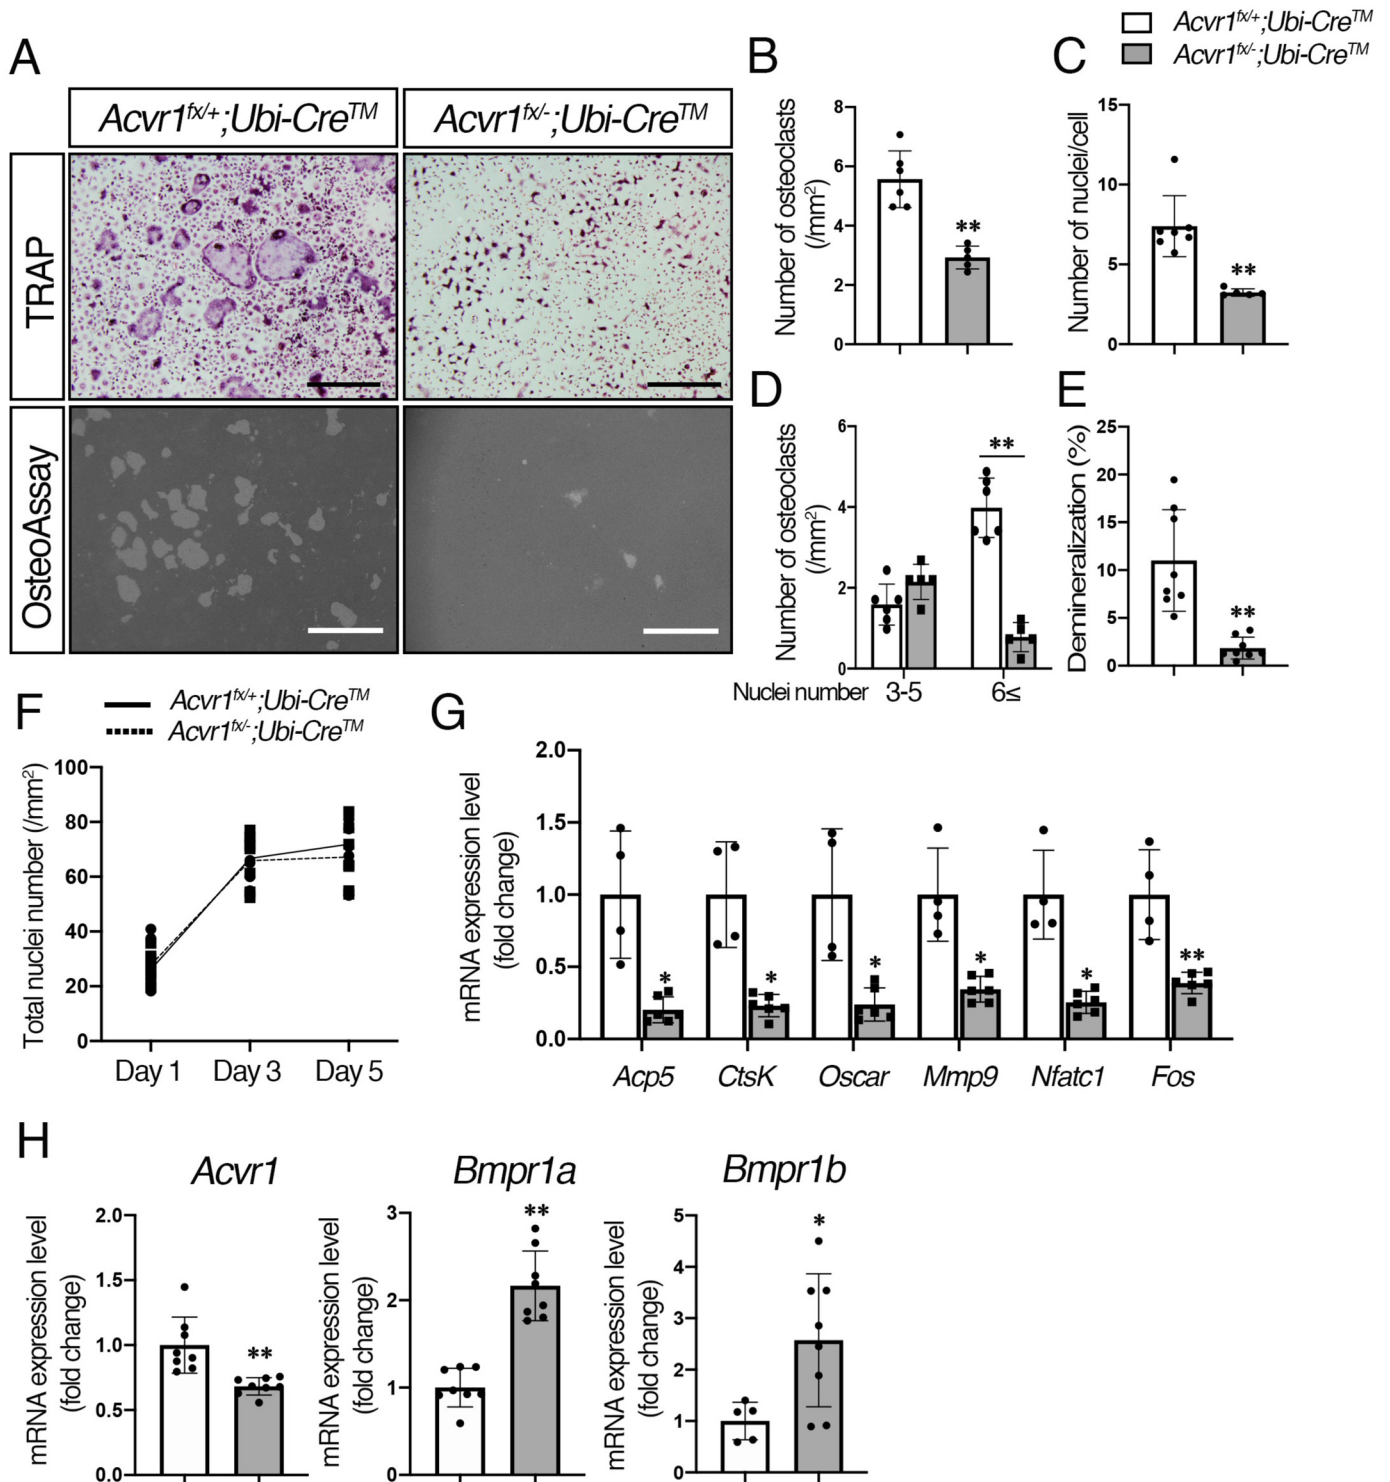 Acvr1fx/+;Ubi-CreTM
Acvr1fx/-;Ubi-CreTM
A
Acvr1fx/+;Ubi-CreTM
Acvr1fx/-;Ubi-CreTM
TRAP
OsteoAssay
B
Number of osteoclasts
(/mm2)
8
6
4
2
0
**
C
Number of nuclei/cell
15
10
5
0
**
D
Number of osteoclasts
(/mm2)
6
4
2
0
**
Nuclei number 3-5 6≤
E
Demineralization (%)
25
20
15
10
5
0
**
F
Acvr1fx/+;Ubi-CreTM
Acvr1fx/-;Ubi-CreTM
Total nuclei number (/mm2)
100
80
60
40
20
0
Day 1 Day 3 Day 5
G
mRNA expression level
(fold change)
2.0
1.5
1.0
0.5
0.0
* * * * * **
Acp5 CtsK Oscar Mmp9 Nfatc1 Fos
H
Acvr1
mRNA expression level
(fold change)
2.0
1.5
1.0
0.5
0.0
**
Bmpr1a
mRNA expression level
(fold change)
3
2
1
0
**
Bmpr1b
mRNA expression level
(fold change)
5
4
3
2
1
0
*